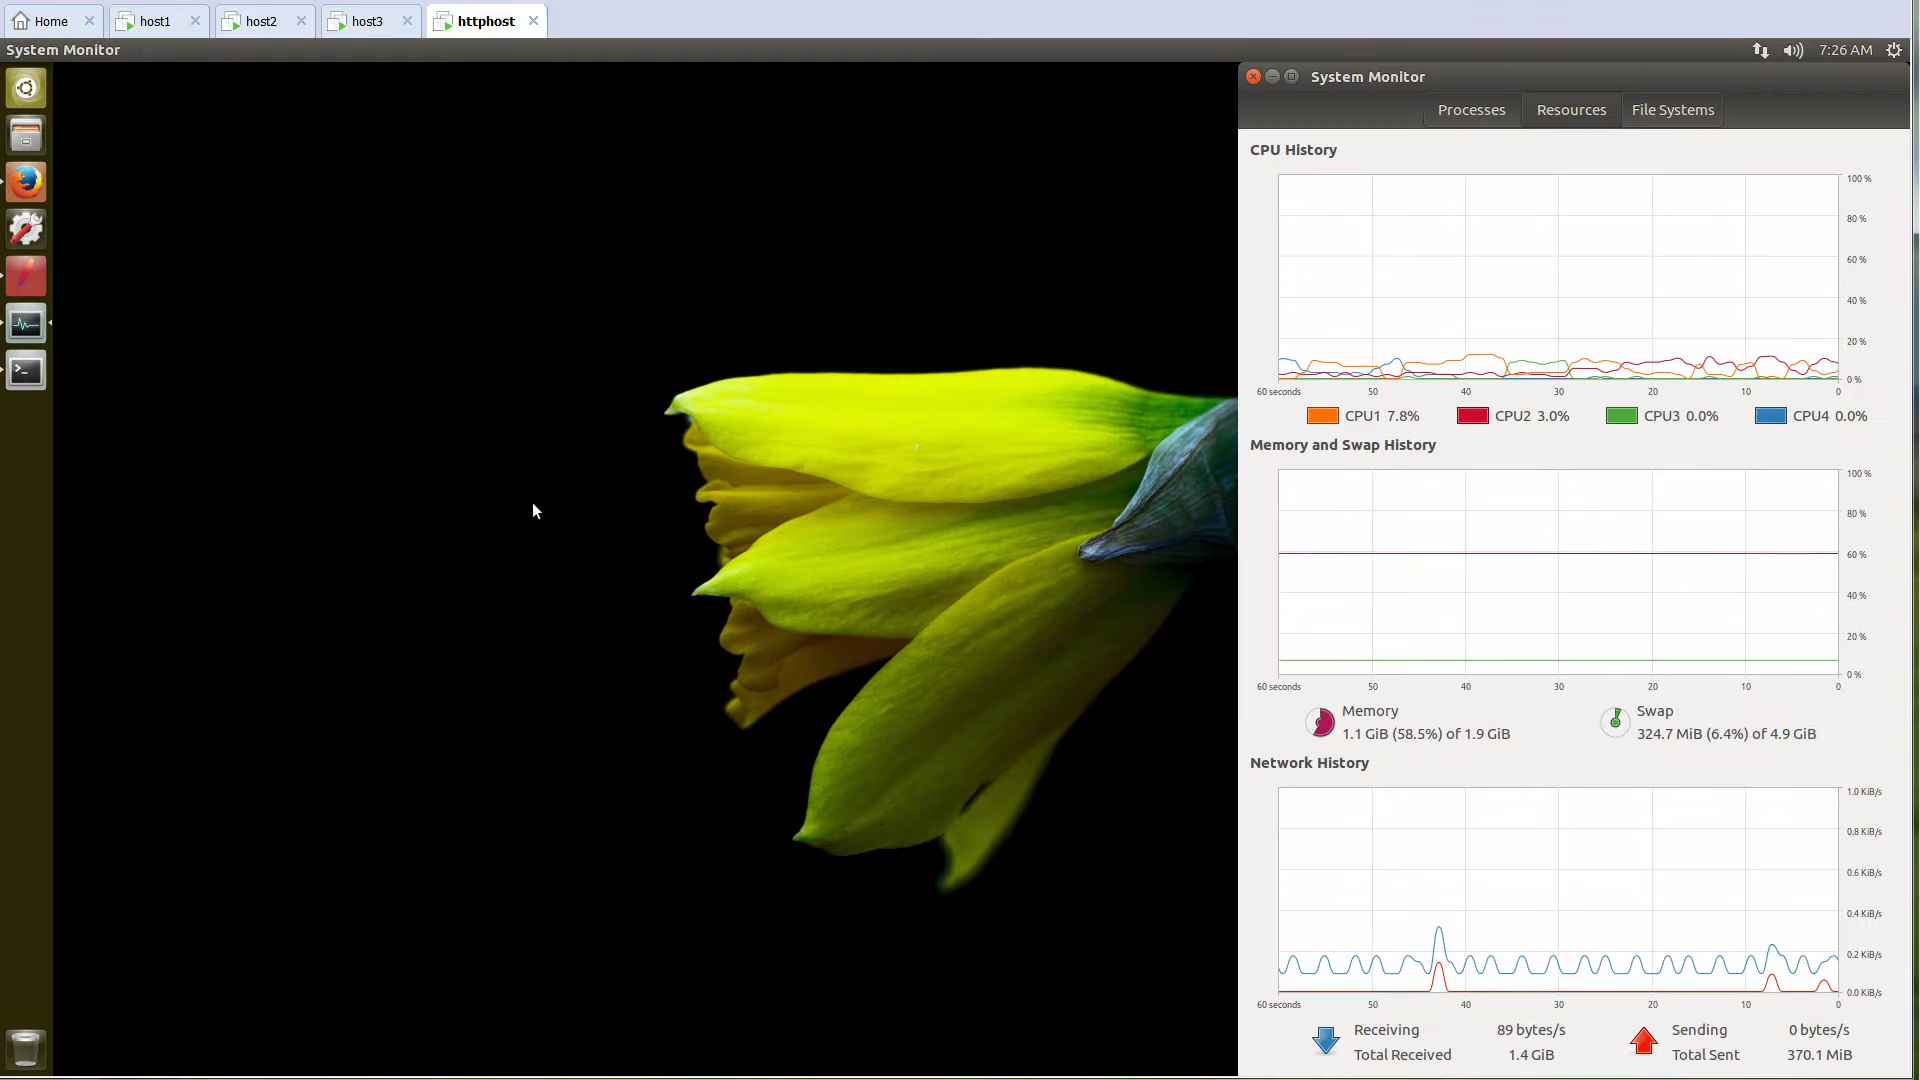 Home host1 host2 host3 httphost
System Monitor 7:26 AM
System Monitor
Processes Resources File Systems
CPU History
100 %
80 %
60 %
40 %
20 %
0 %
60 seconds 50 40 30 20 10 0
CPU1 7.8% CPU2 3.0% CPU3 0.0% CPU4 0.0%
Memory and Swap History
100 %
80 %
60 %
40 %
20 %
0 %
60 seconds 50 40 30 20 10 0
Memory Swap
1.1 GiB (58.5%) of 1.9 GiB 324.7 MiB (6.4%) of 4.9 GiB
Network History
1.0 KiB/s
0.8 KiB/s
0.6 KiB/s
0.4 KiB/s
0.2 KiB/s
0.0 KiB/s
60 seconds 50 40 30 20 10 0
Receiving 89 bytes/s Sending 0 bytes/s
Total Received 1.4 GiB Total Sent 370.1 MiB